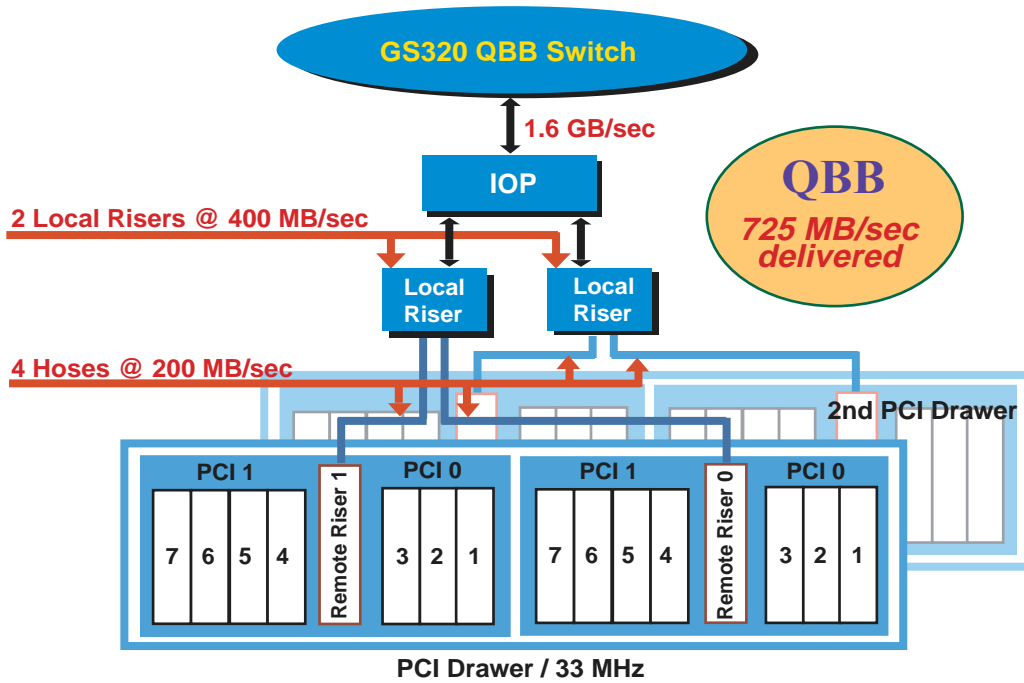 GS320 QBB Switch
1.6 GB/sec
IOP
QBB
725 MB/sec
delivered
2 Local Risers @ 400 MB/sec
Local
Riser
Local
Riser
4 Hoses @ 200 MB/sec
2nd PCI Drawer
PCI 1
Remote Riser 1
PCI 0
PCI 1
Remote Riser 0
PCI 0
7 6 5 4
3 2 1
7 6 5 4
3 2 1
PCI Drawer / 33 MHz